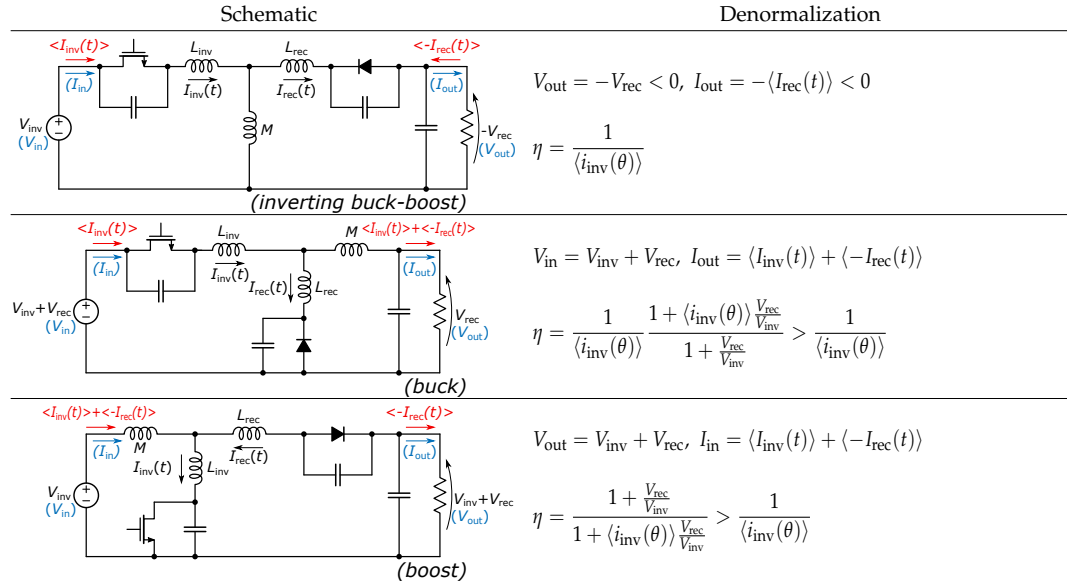 Schematic Denormalization
<I_inv(t)> <-I_rec(t)>
L_inv L_rec
(I_in) (I_out)
I_inv(t) I_rec(t)
V_inv
(V_in)
M
-V_rec
(V_out)
(inverting buck-boost)
V_out = −V_rec < 0, I_out = −⟨I_rec(t)⟩ < 0
η = 1 / ⟨i_inv(θ)⟩
<I_inv(t)> L_inv M <I_inv(t)>+<-I_rec(t)>
(I_in) (I_out)
I_inv(t)
I_rec(t) L_rec
V_inv+V_rec
(V_in)
V_rec
(V_out)
(buck)
V_in = V_inv + V_rec, I_out = ⟨I_inv(t)⟩ + ⟨−I_rec(t)⟩
η = 1 / ⟨i_inv(θ)⟩ (1 + ⟨i_inv(θ)⟩ V_rec / V_inv) / (1 + V_rec / V_inv) > 1 / ⟨i_inv(θ)⟩
<I_inv(t)>+<-I_rec(t)> L_rec <-I_rec(t)>
(I_in) M (I_out)
I_rec(t)
I_inv(t) L_inv
V_inv
(V_in)
V_inv+V_rec
(V_out)
(boost)
V_out = V_inv + V_rec, I_in = ⟨I_inv(t)⟩ + ⟨−I_rec(t)⟩
η = (1 + V_rec / V_inv) / (1 + ⟨i_inv(θ)⟩ V_rec / V_inv) > 1 / ⟨i_inv(θ)⟩